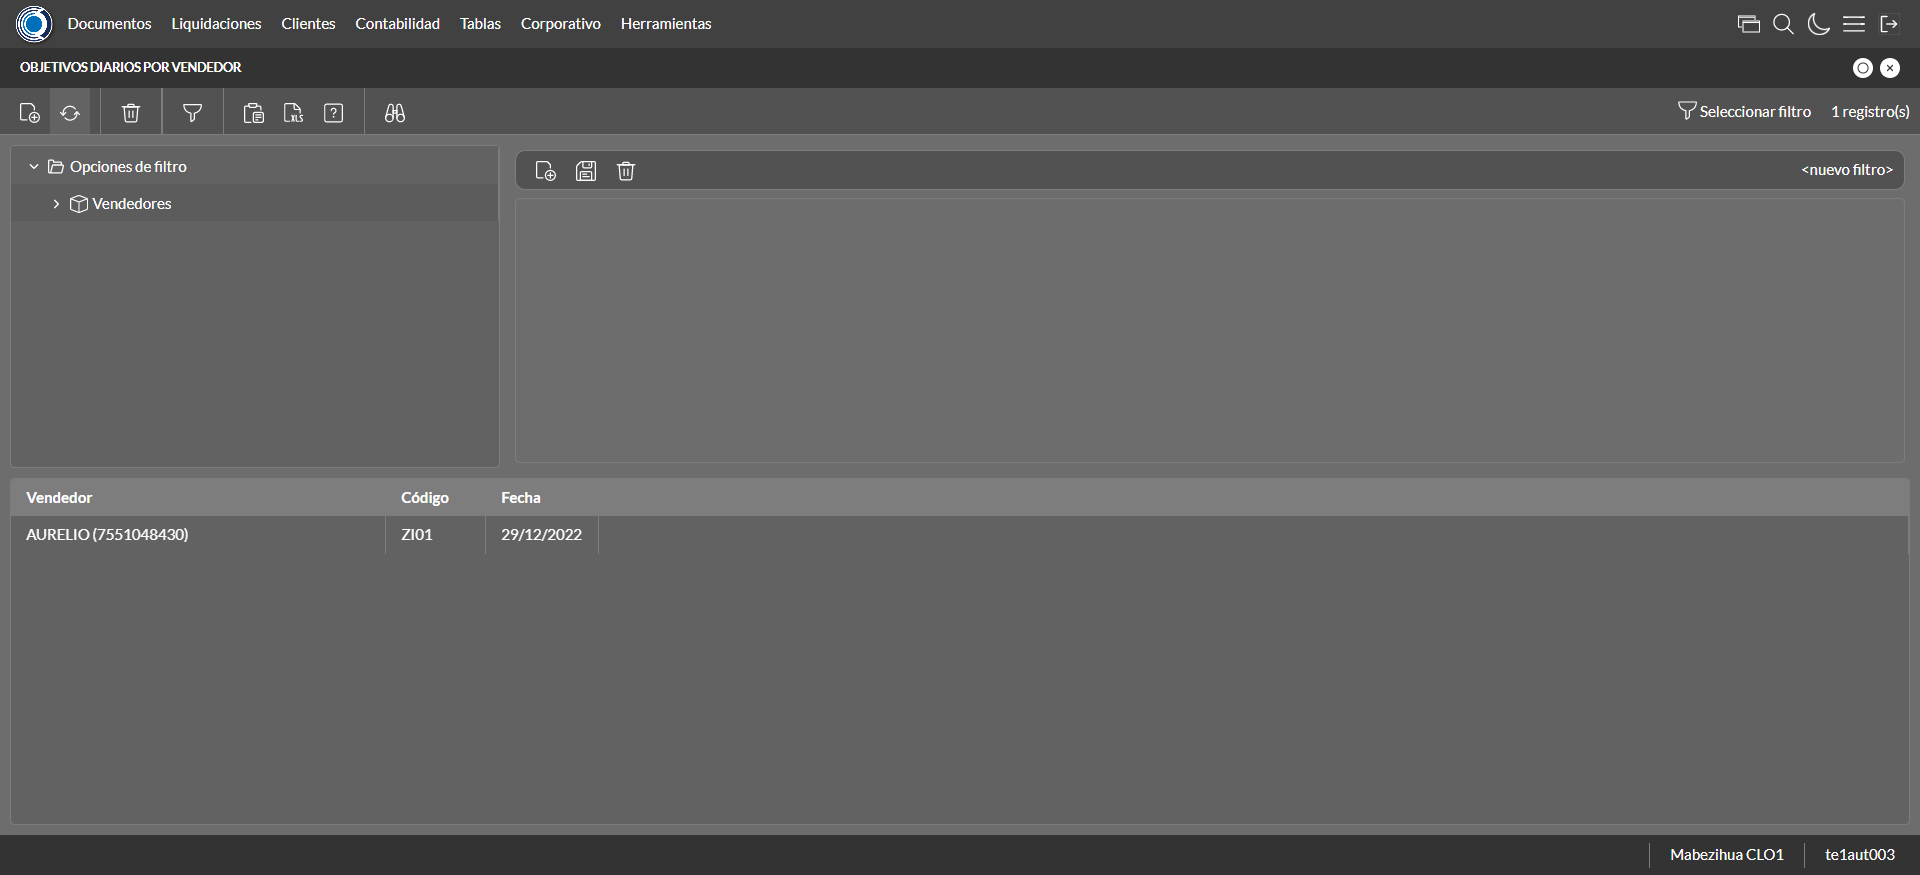 Documentos Liquidaciones Clientes Contabilidad Tablas Corporativo Herramientas
OBJETIVOS DIARIOS POR VENDEDOR
XLS ? Seleccionar filtro 1 registro(s)
Opciones de filtro
<nuevo filtro>
Vendedores
Vendedor Código Fecha
AURELIO (7551048430) ZI01 29/12/2022
Mabezihua CLO1 te1aut003